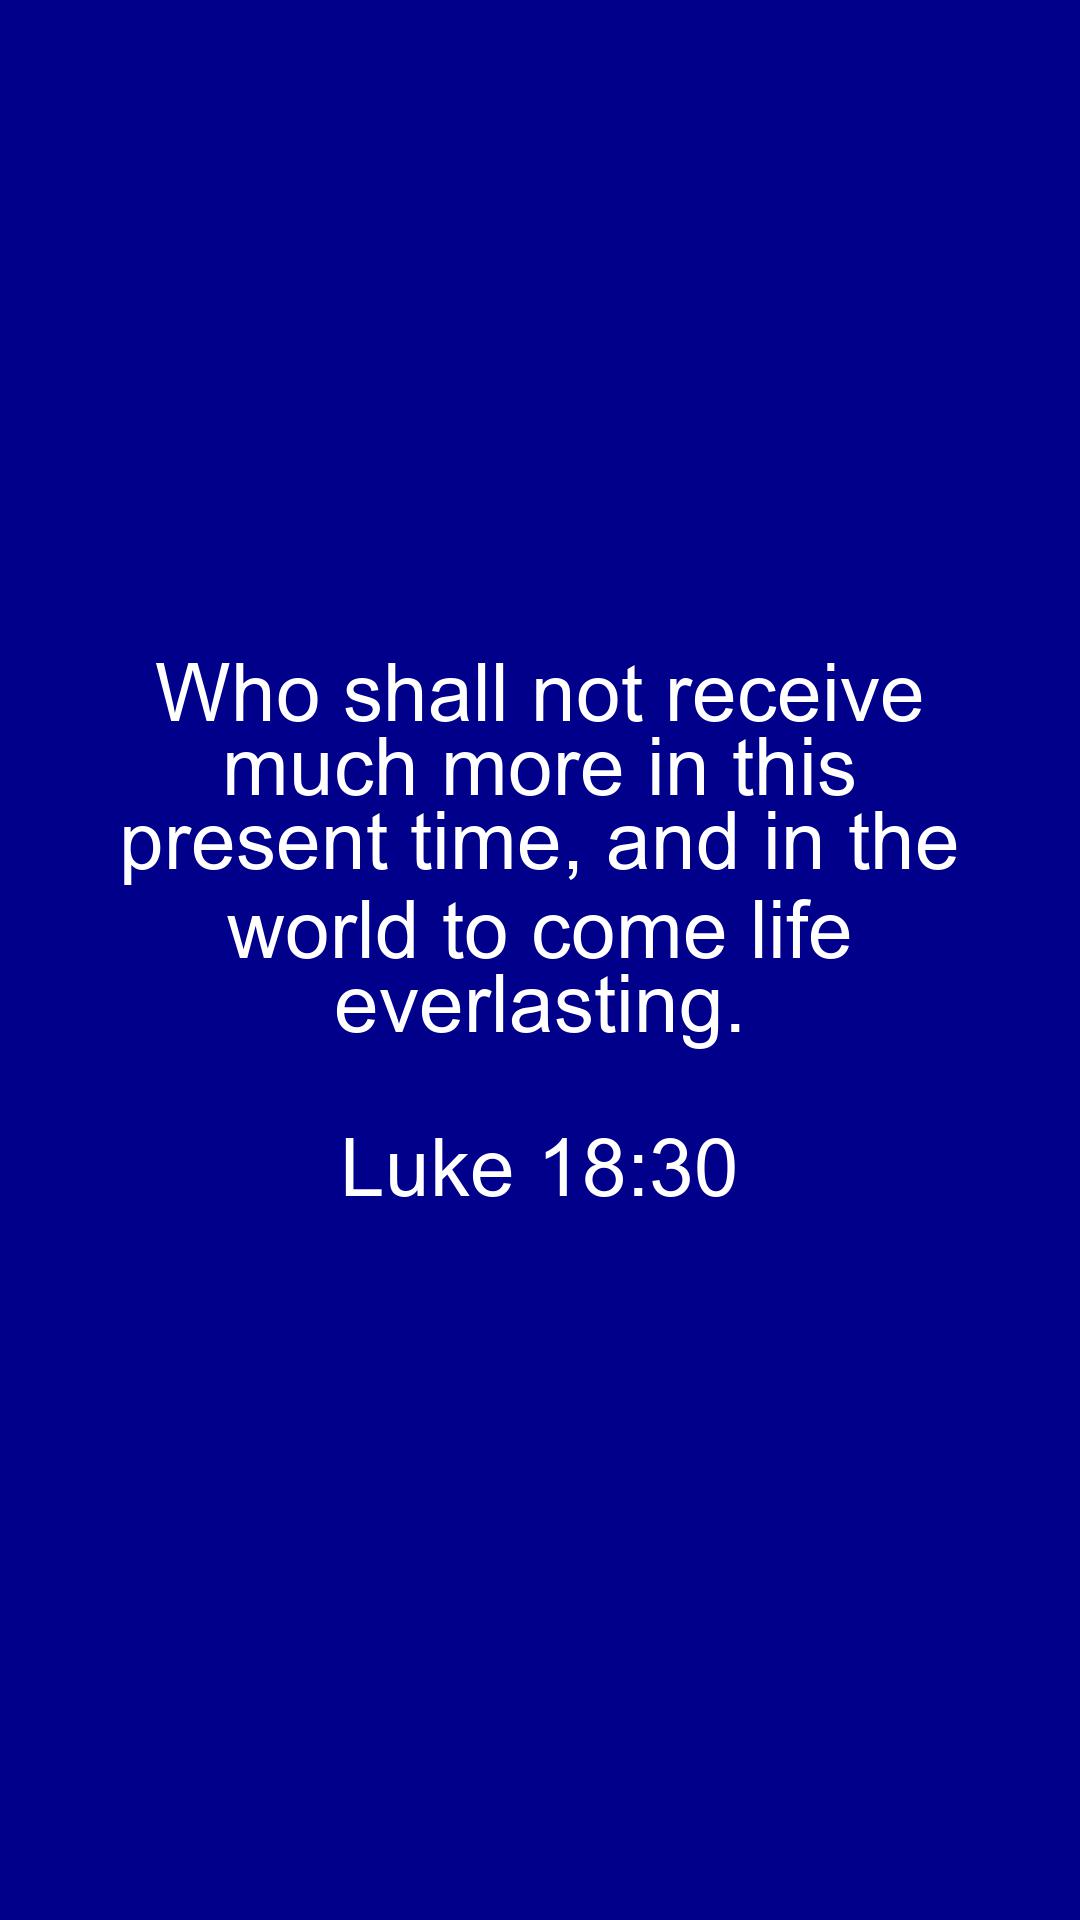 Who shall not receive
much more in this
present time, and in the
world to come life
everlasting.
Luke 18:30